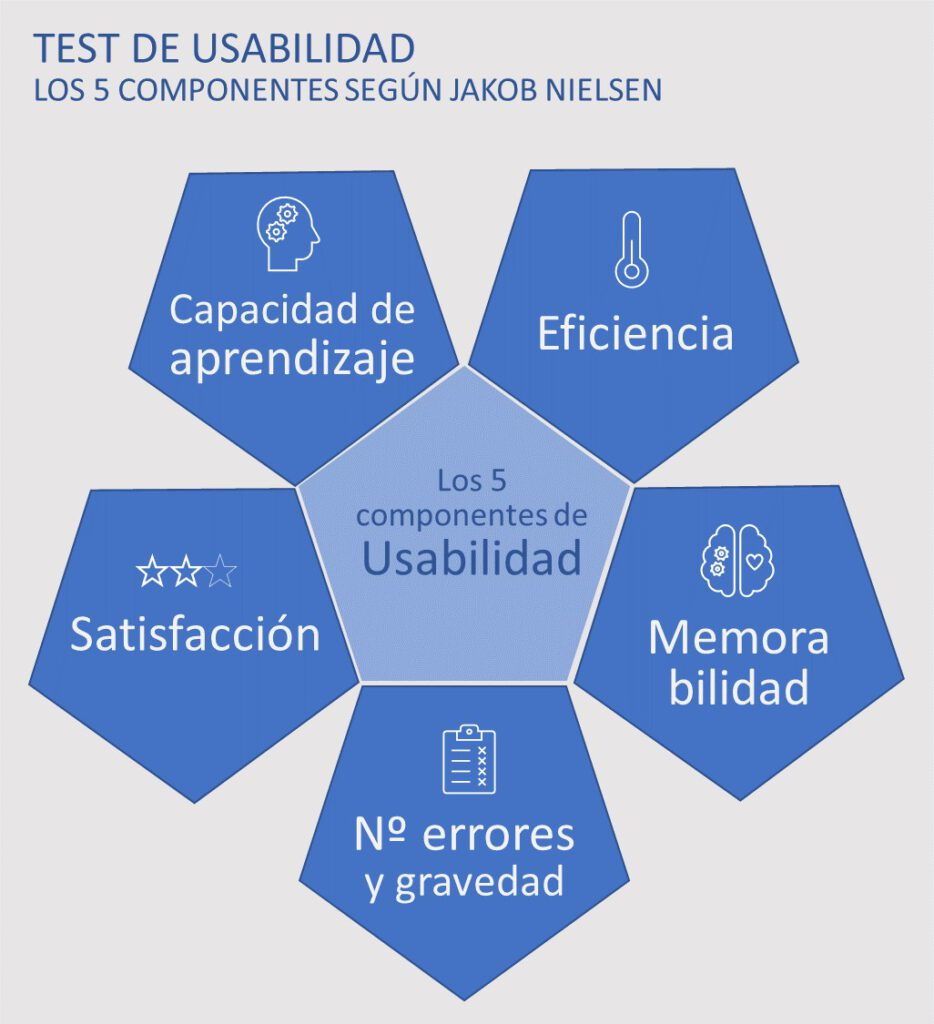 TEST DE USABILIDAD
LOS 5 COMPONENTES SEGÚN JAKOB NIELSEN
Capacidad de
aprendizaje
Eficiencia
Los 5
componentes de
Usabilidad
Satisfacción
Memora
bilidad
Nº errores
y gravedad